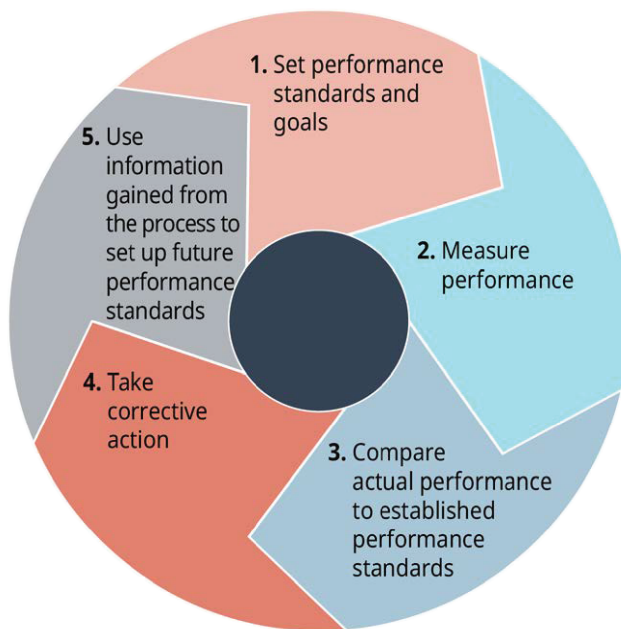 1. Set performance
standards and
goals
2. Measure
performance
3. Compare
actual performance
to established
performance
standards
4. Take
corrective
action
5. Use
information
gained from
the process to
set up future
performance
standards